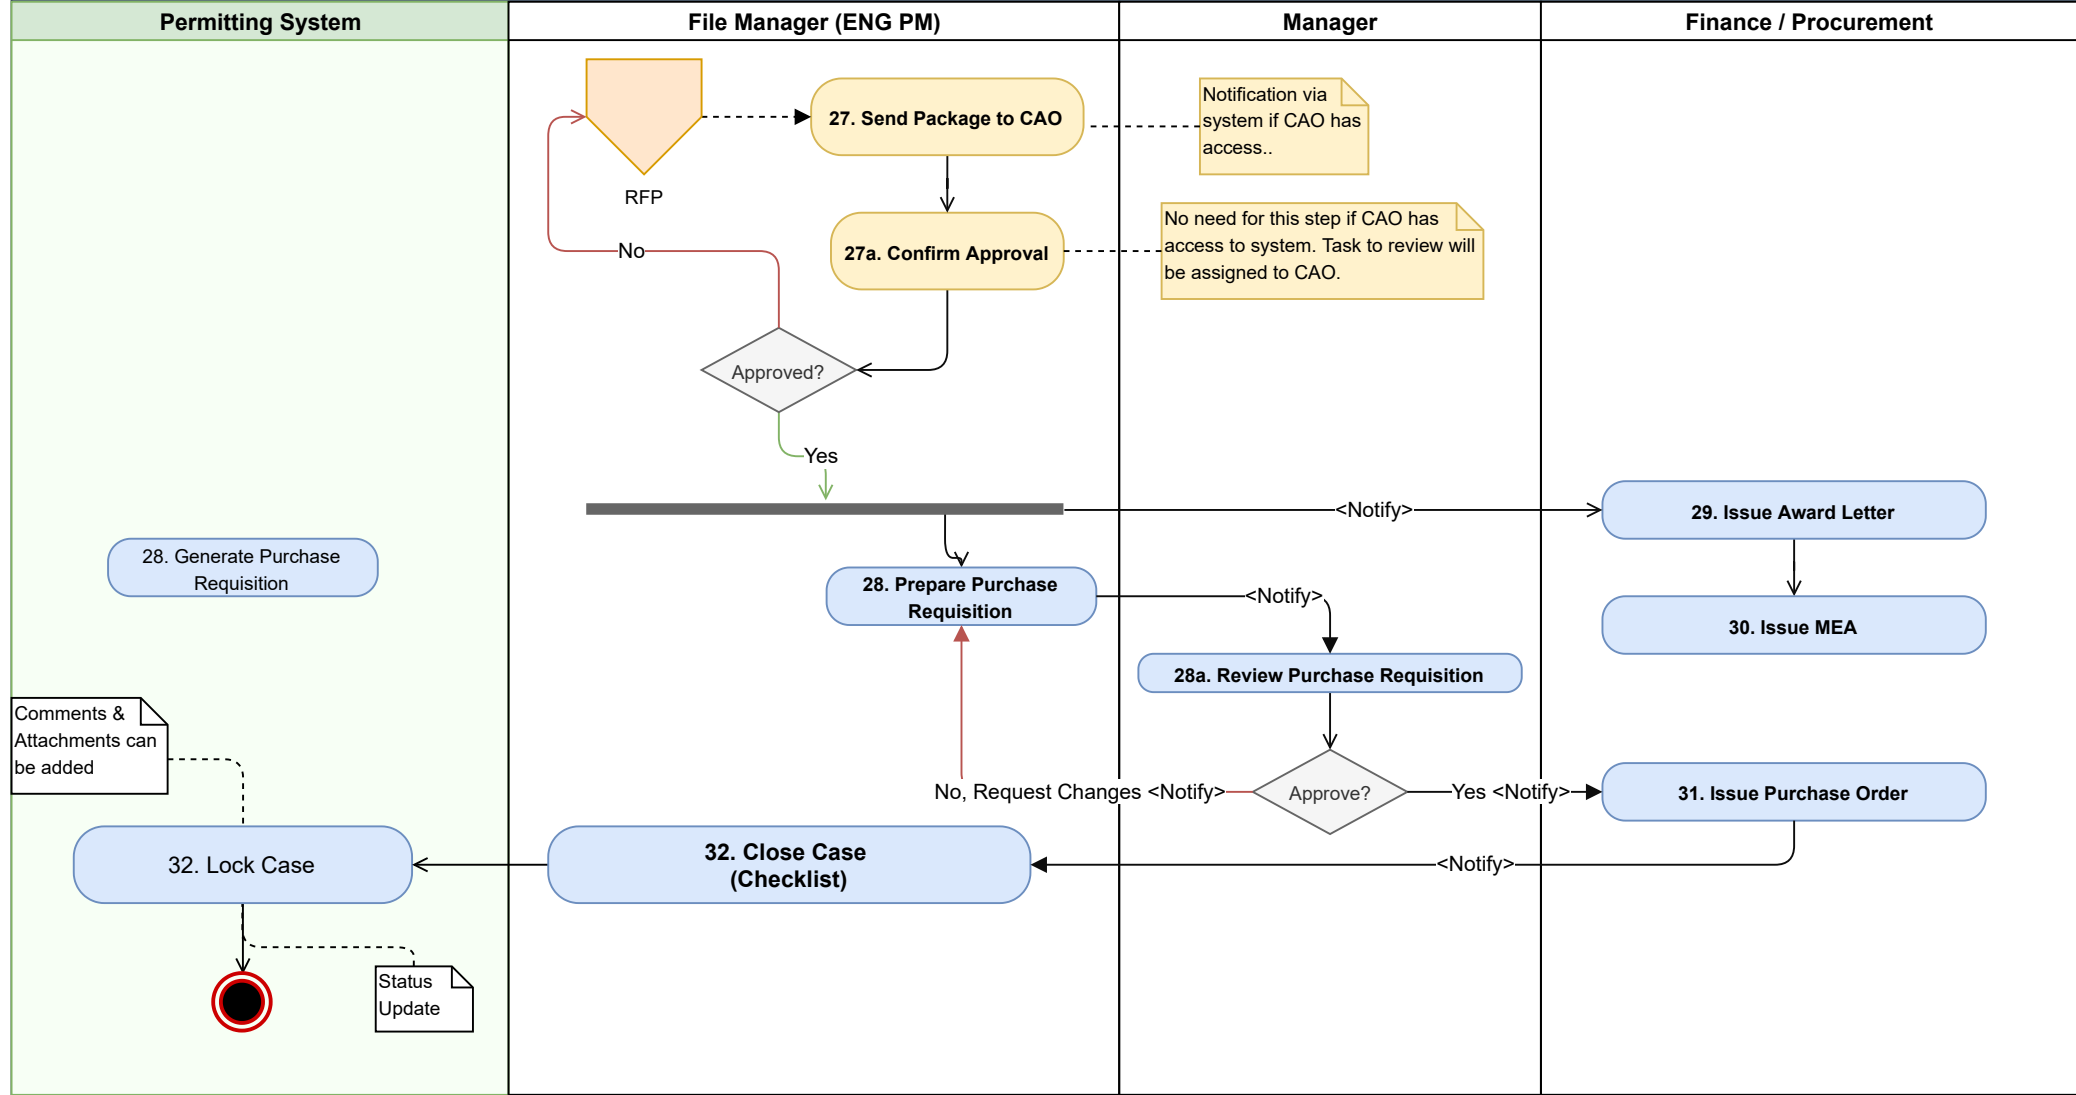 Permitting System
File Manager (ENG PM)
Manager
Finance / Procurement
27. Send Package to CAO
Notification via
system if CAO has
access..
RFP
No
27a. Confirm Approval
No need for this step if CAO has
access to system. Task to review will
be assigned to CAO.
Approved?
Yes
<Notify>
29. Issue Award Letter
28. Generate Purchase
Requisition
28. Prepare Purchase
Requisition
<Notify>
30. Issue MEA
28a. Review Purchase Requisition
Comments &
Attachments can
be added
No, Request Changes <Notify>
Approve?
Yes <Notify>
31. Issue Purchase Order
32. Lock Case
32. Close Case
(Checklist)
<Notify>
Status
Update